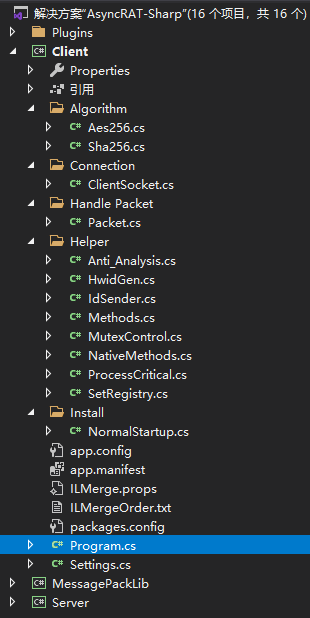 解决方案"AsyncRAT-Sharp"(16 个项目，共 16 个)
Plugins
Client
Properties
引用
Algorithm
C# Aes256.cs
C# Sha256.cs
Connection
C# ClientSocket.cs
Handle Packet
C# Packet.cs
Helper
C# Anti_Analysis.cs
C# HwidGen.cs
C# IdSender.cs
C# Methods.cs
C# MutexControl.cs
C# NativeMethods.cs
C# ProcessCritical.cs
C# SetRegistry.cs
Install
C# NormalStartup.cs
app.config
app.manifest
ILMerge.props
ILMergeOrder.txt
packages.config
C# Program.cs
C# Settings.cs
C# MessagePackLib
C# Server